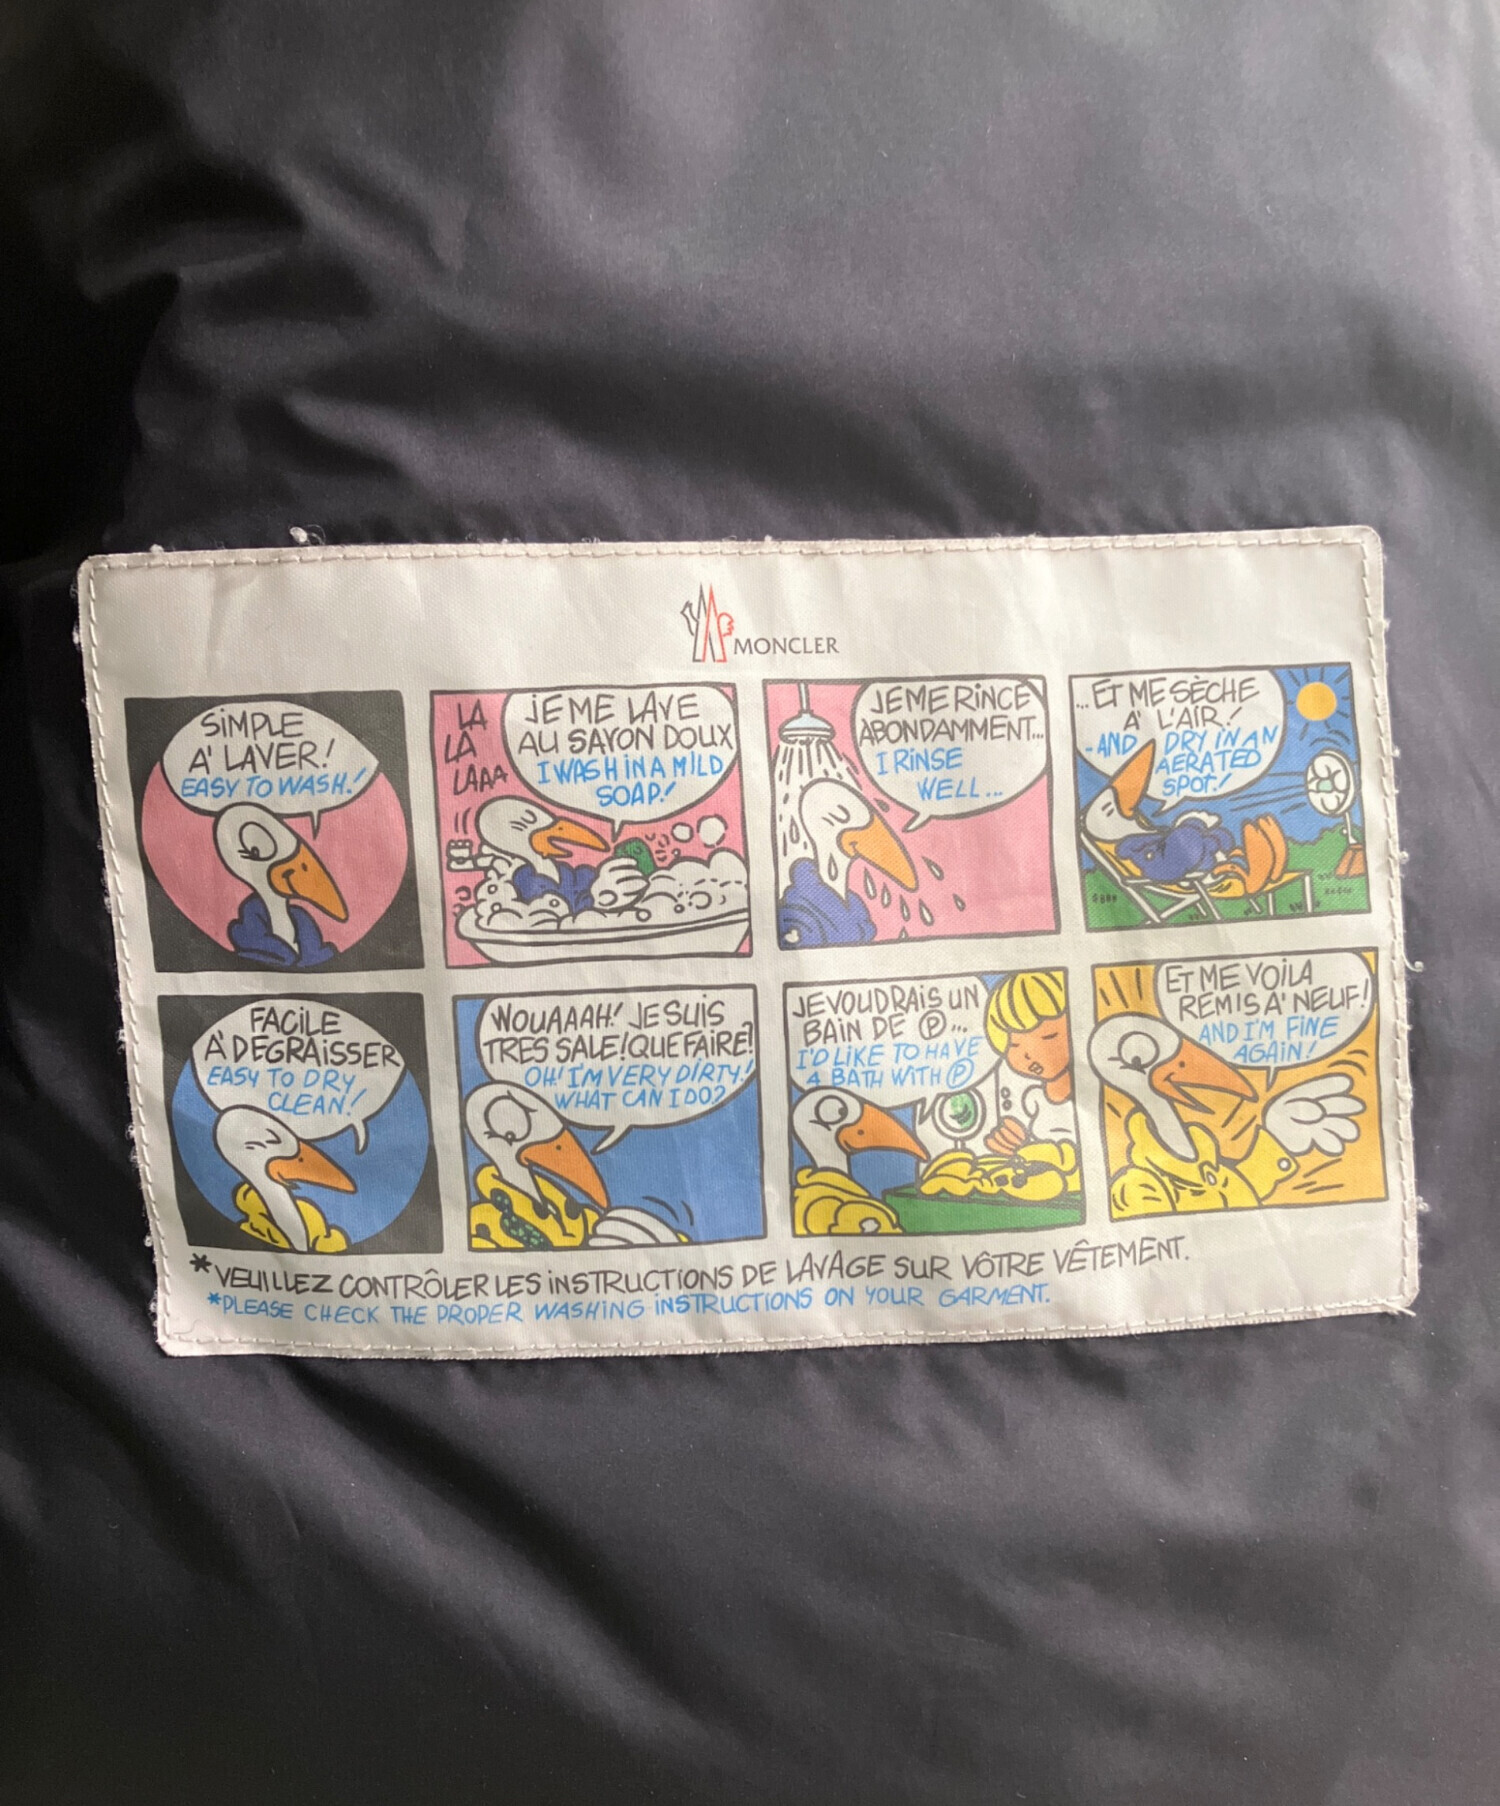 MONCLER
SiMPLE
A' LAVER!
EASY TO WASH!
LA
LA
LAAA
JE ME LAVE
AU SAVON DOUX
I WASH IN A MILD
SOAP!
JE ME RINCE
ABONDAMMENT...
I RINSE
WELL...
...ET ME SÈCHE
A' L'AIR!
-AND DRY IN AN
AERATED
SPOT!
FACILE
A' DEGRAISSER
EASY TO DRY
CLEAN!
WOUAAAH! JE SUIS
TRES SALE! QUE FAIRE?
OH! I'M VERY DIRTY!
WHAT CAN I DO?
JE VOUDRAIS UN
BAIN DE Ⓟ...
I'D LIKE TO HAVE
A BATH WITH Ⓟ
ET ME VOILA
REMIS A' NEUF!
AND I'M FINE
AGAIN!
*VEUILLEZ CONTRÔLER LES INSTRUCTIONS DE LAVAGE SUR VÔTRE VÊTEMENT.
*PLEASE CHECK THE PROPER WASHING INSTRUCTIONS ON YOUR GARMENT.